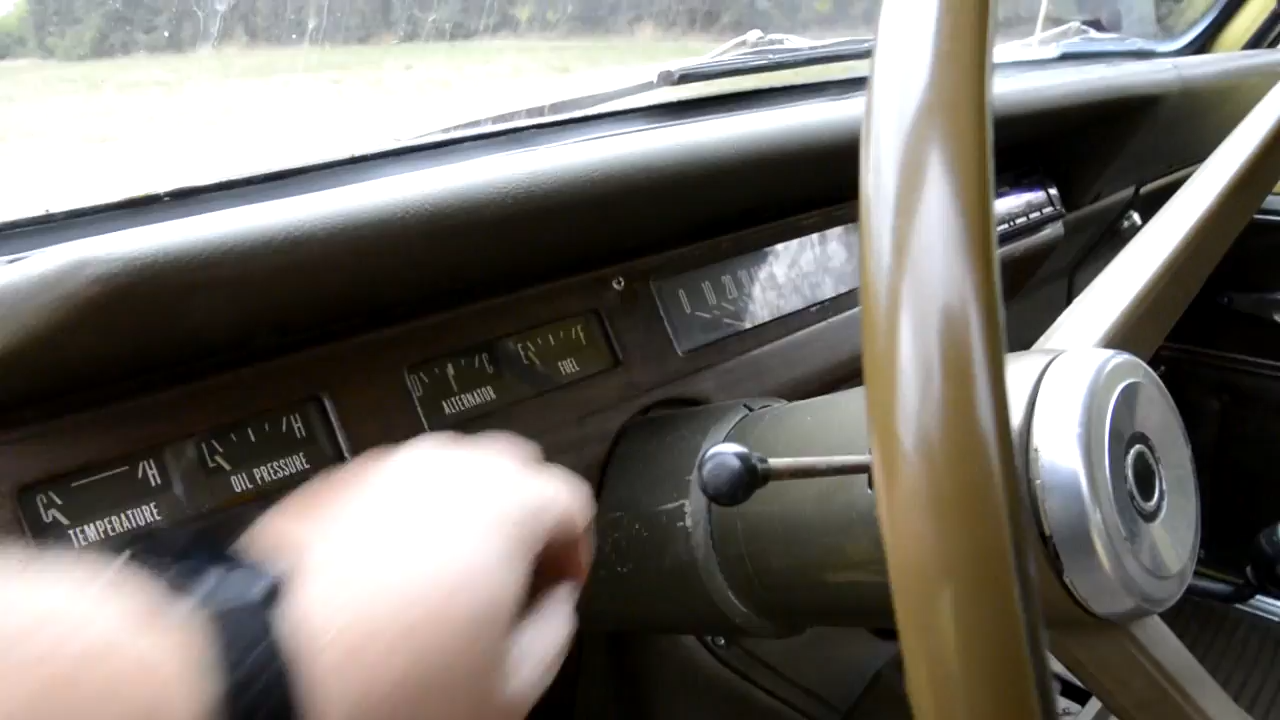 C H
TEMPERATURE
L H
OIL PRESSURE
D C
ALTERNATOR
E F
FUEL
0 10 20